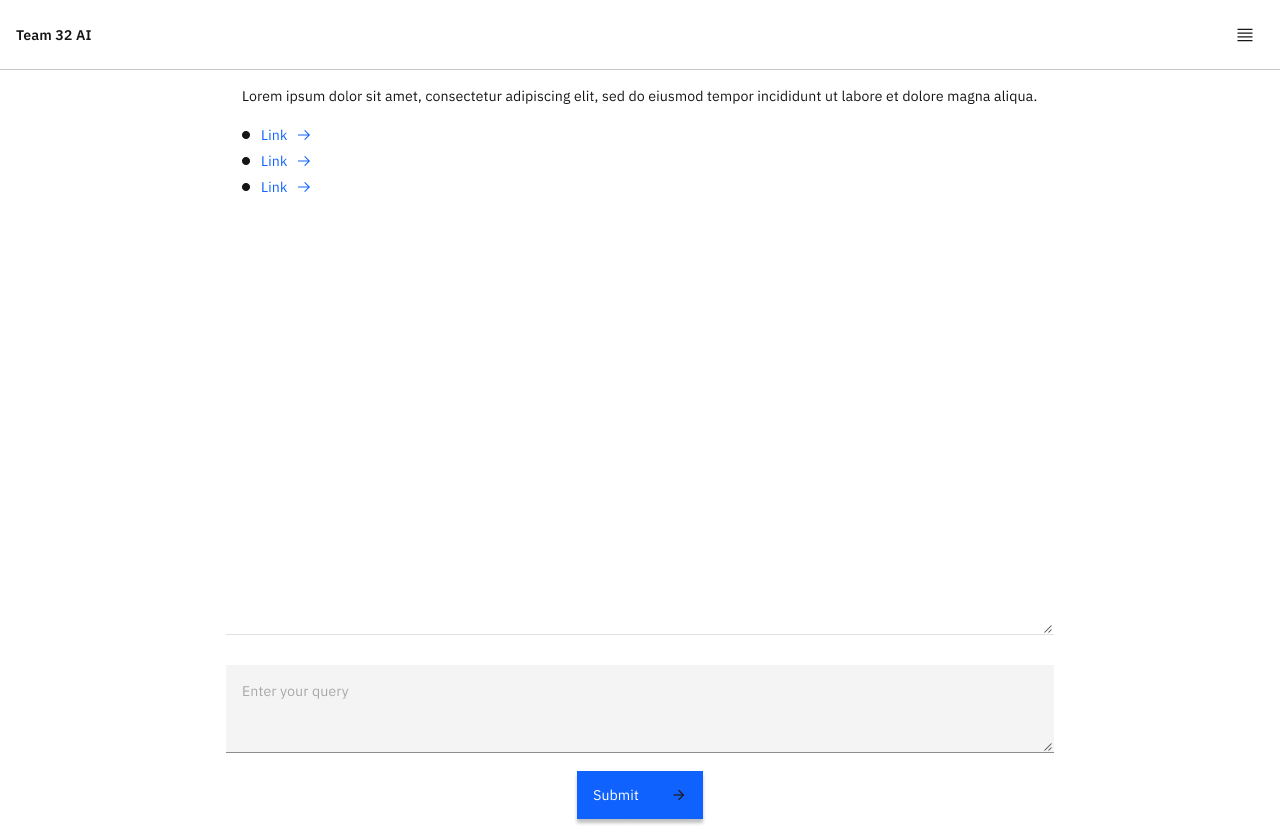 Team 32 AI
Lorem ipsum dolor sit amet, consectetur adipiscing elit, sed do eiusmod tempor incididunt ut labore et dolore magna aliqua.
Link
Link
Link
Enter your query
Submit